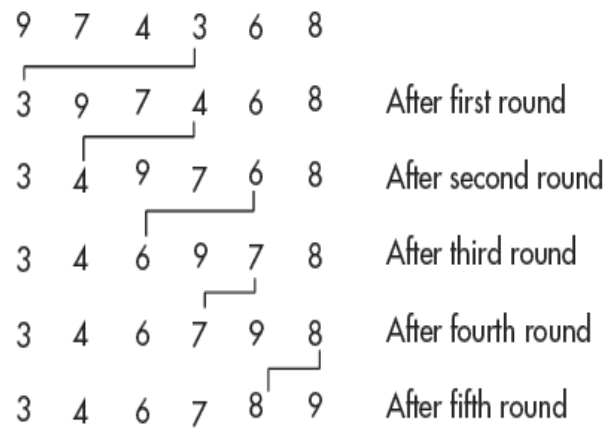 9 7 4 3 6 8
3 9 7 4 6 8 After first round
3 4 9 7 6 8 After second round
3 4 6 9 7 8 After third round
3 4 6 7 9 8 After fourth round
3 4 6 7 8 9 After fifth round